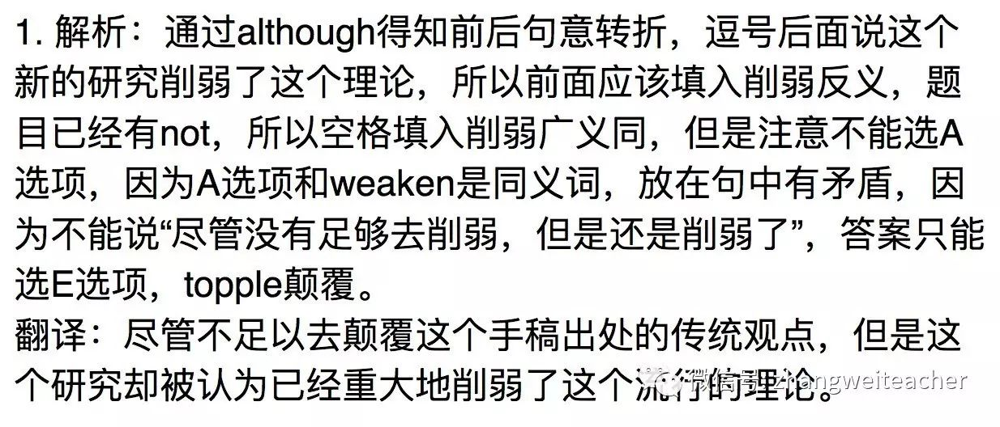 1. 解析：通过although得知前后句意转折，逗号后面说这个
新的研究削弱了这个理论，所以前面应该填入削弱反义，题
目已经有not，所以空格填入削弱广义同，但是注意不能选A
选项，因为A选项和weaken是同义词，放在句中有矛盾，因
为不能说“尽管没有足够去削弱，但是还是削弱了”，答案只能
选E选项，topple颠覆。
翻译：尽管不足以去颠覆这个手稿出处的传统观点，但是这
个研究却被认为已经重大地削弱了这个流行的理论。
微信号: zhangweiteacher